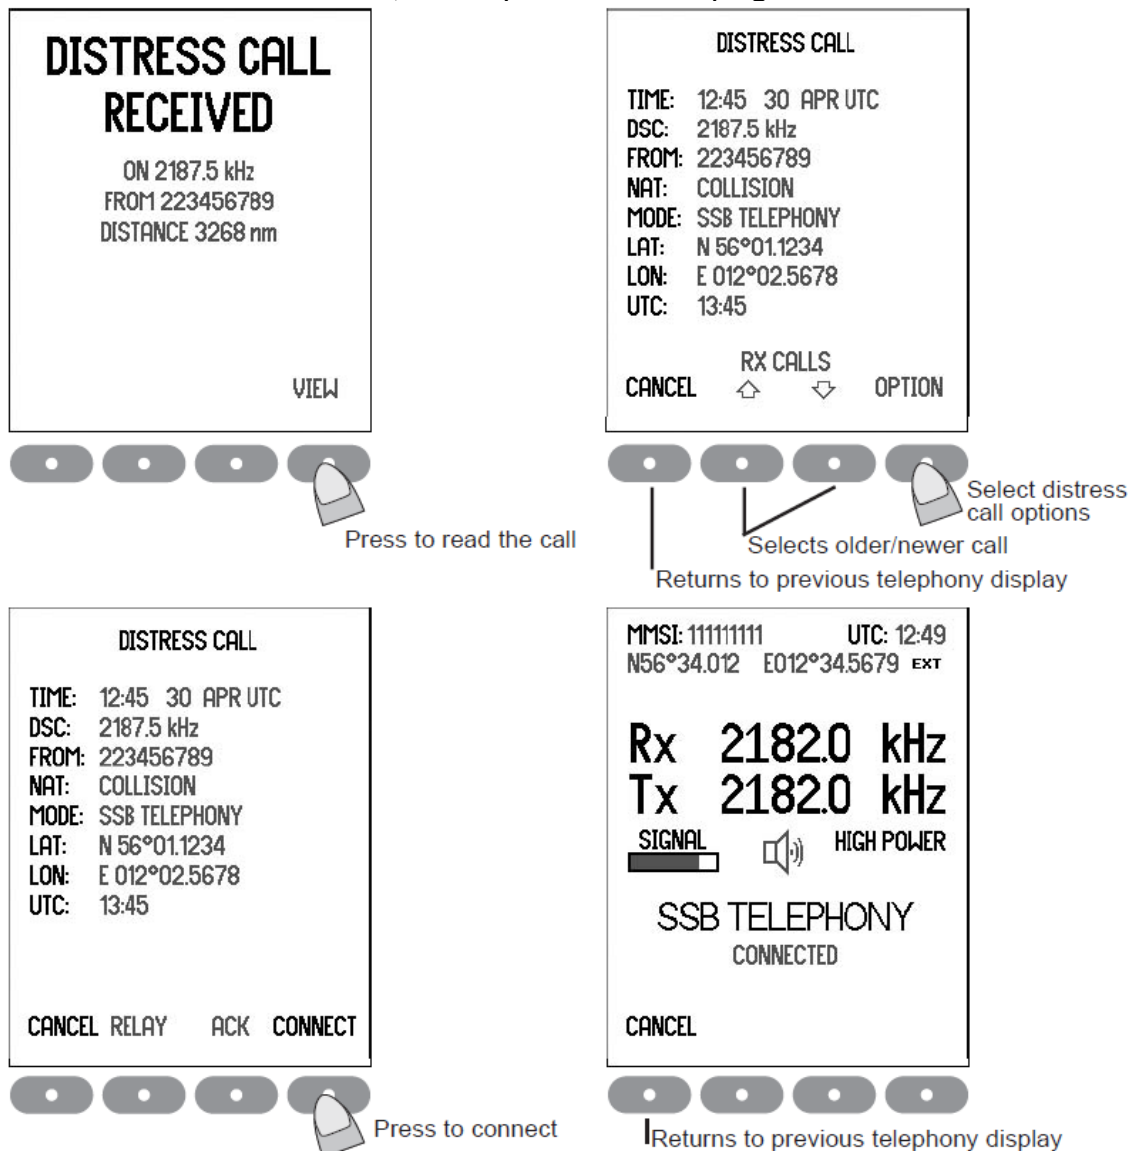 DISTRESS CALL
RECEIVED
ON 2187.5 kHz
FROM 223456789
DISTANCE 3268 nm
VIEW
Press to read the call
DISTRESS CALL
TIME: 12:45 30 APR UTC
DSC: 2187.5 kHz
FROM: 223456789
NAT: COLLISION
MODE: SSB TELEPHONY
LAT: N 56°01.1234
LON: E 012°02.5678
UTC: 13:45
RX CALLS
CANCEL OPTION
Select distress
call options
Selects older/newer call
Returns to previous telephony display
DISTRESS CALL
TIME: 12:45 30 APR UTC
DSC: 2187.5 kHz
FROM: 223456789
NAT: COLLISION
MODE: SSB TELEPHONY
LAT: N 56°01.1234
LON: E 012°02.5678
UTC: 13:45
CANCEL RELAY ACK CONNECT
Press to connect
MMSI: 111111111 UTC: 12:49
N56°34.012 E012°34.5679 EXT
Rx 2182.0 kHz
Tx 2182.0 kHz
SIGNAL HIGH POWER
SSB TELEPHONY
CONNECTED
CANCEL
Returns to previous telephony display